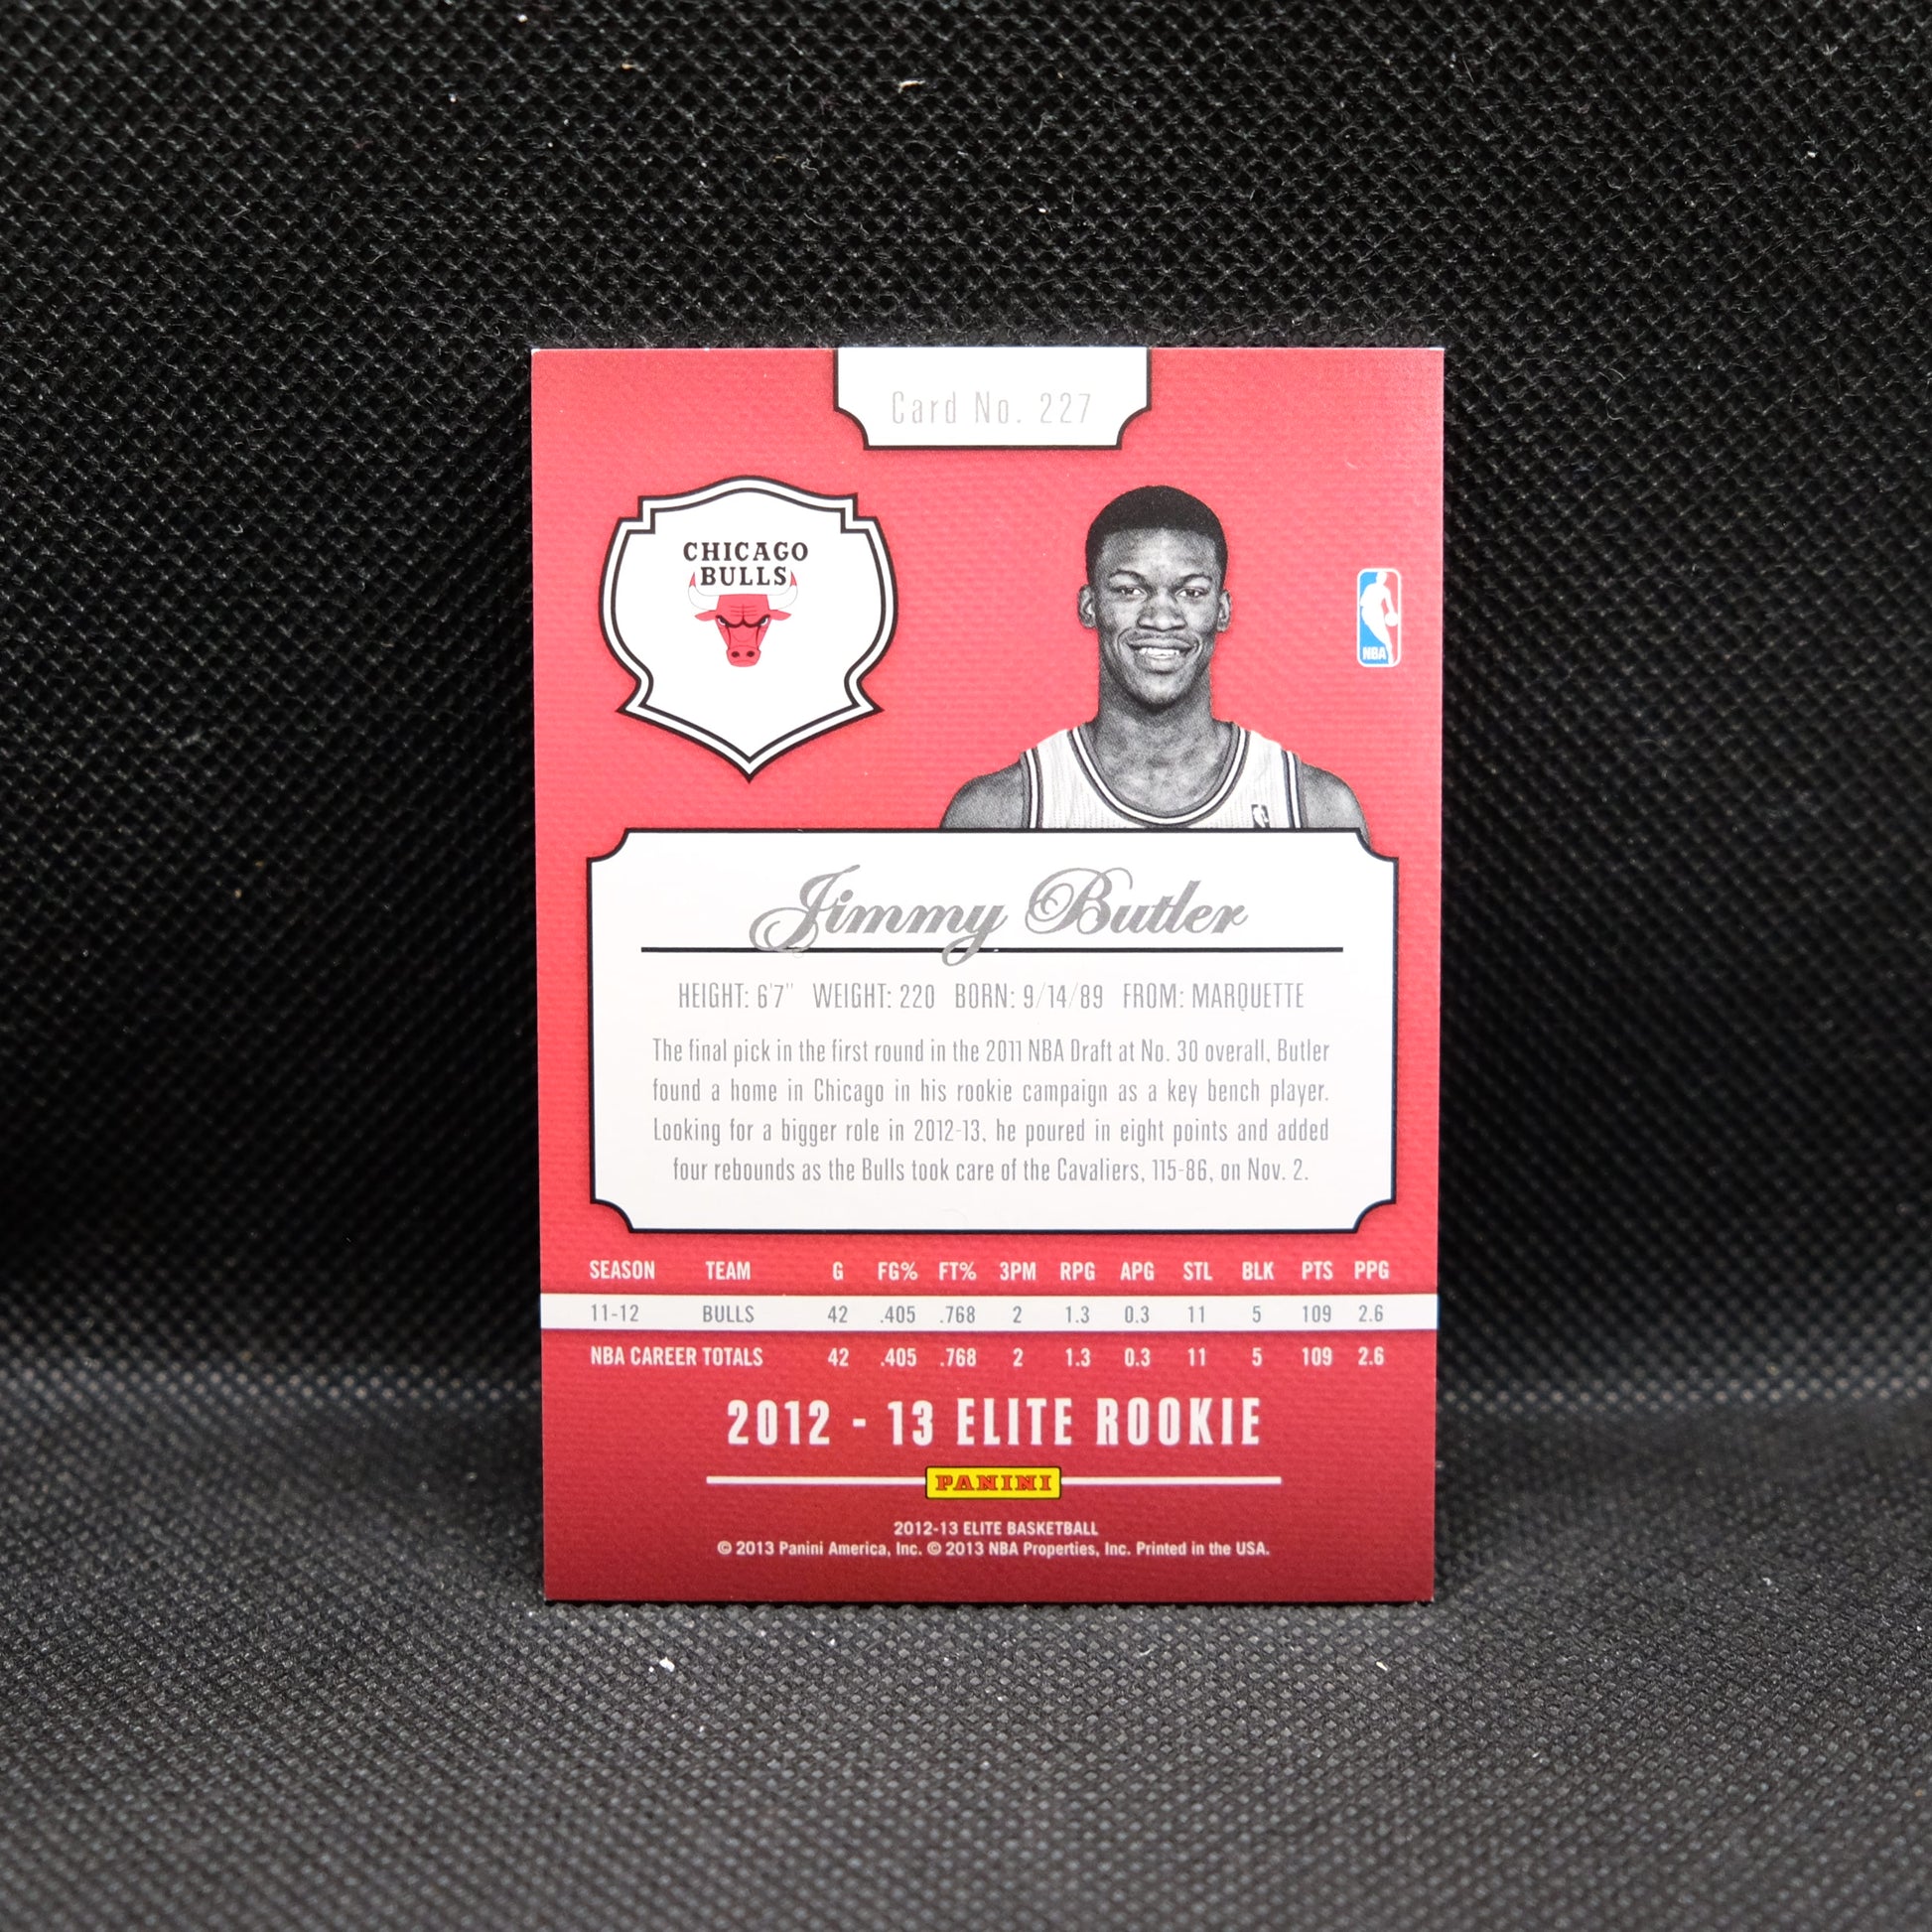 Card No. 227
CHICAGO
BULLS
NBA
Jimmy Butler
HEIGHT: 6'7" WEIGHT: 220 BORN: 9/14/89 FROM: MARQUETTE
The final pick in the first round in the 2011 NBA Draft at No. 30 overall, Butler
found a home in Chicago in his rookie campaign as a key bench player.
Looking for a bigger role in 2012-13, he poured in eight points and added
four rebounds as the Bulls took care of the Cavaliers, 115-86, on Nov. 2.
SEASON TEAM G FG% FT% 3PM RPG APG STL BLK PTS PPG
11-12 BULLS 42 .405 .768 2 1.3 0.3 11 5 109 2.6
NBA CAREER TOTALS 42 .405 .768 2 1.3 0.3 11 5 109 2.6
2012 - 13 ELITE ROOKIE
PANINI
2012-13 ELITE BASKETBALL
© 2013 Panini America, Inc. © 2013 NBA Properties, Inc. Printed in the USA.